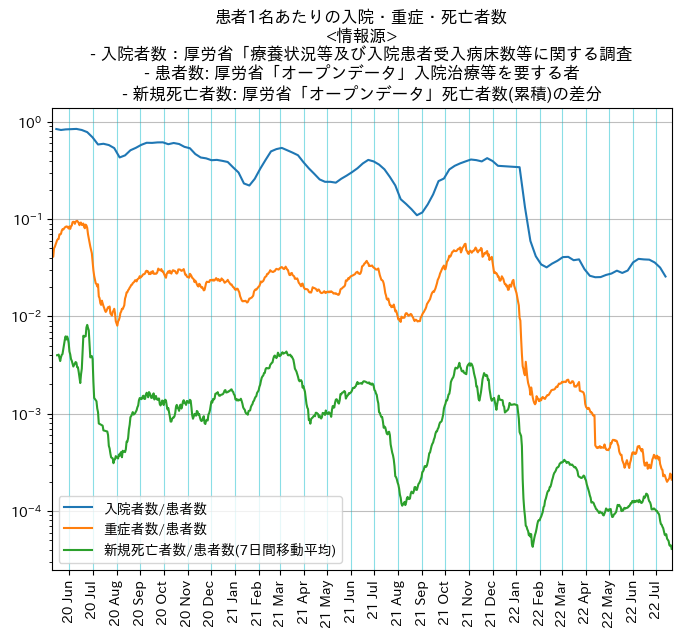 患者1名あたりの入院・重症・死亡者数
<情報源>
- 入院者数：厚労省「療養状況等及び入院患者受入病床数等に関する調査
- 患者数: 厚労省「オープンデータ」入院治療等を要する者
- 新規死亡者数: 厚労省「オープンデータ」死亡者数(累積)の差分
10⁰
10⁻¹
10⁻²
10⁻³
10⁻⁴
入院者数/患者数
重症者数/患者数
新規死亡者数/患者数(7日間移動平均)
20 Jun
20 Jul
20 Aug
20 Sep
20 Oct
20 Nov
20 Dec
21 Jan
21 Feb
21 Mar
21 Apr
21 May
21 Jun
21 Jul
21 Aug
21 Sep
21 Oct
21 Nov
21 Dec
22 Jan
22 Feb
22 Mar
22 Apr
22 May
22 Jun
22 Jul